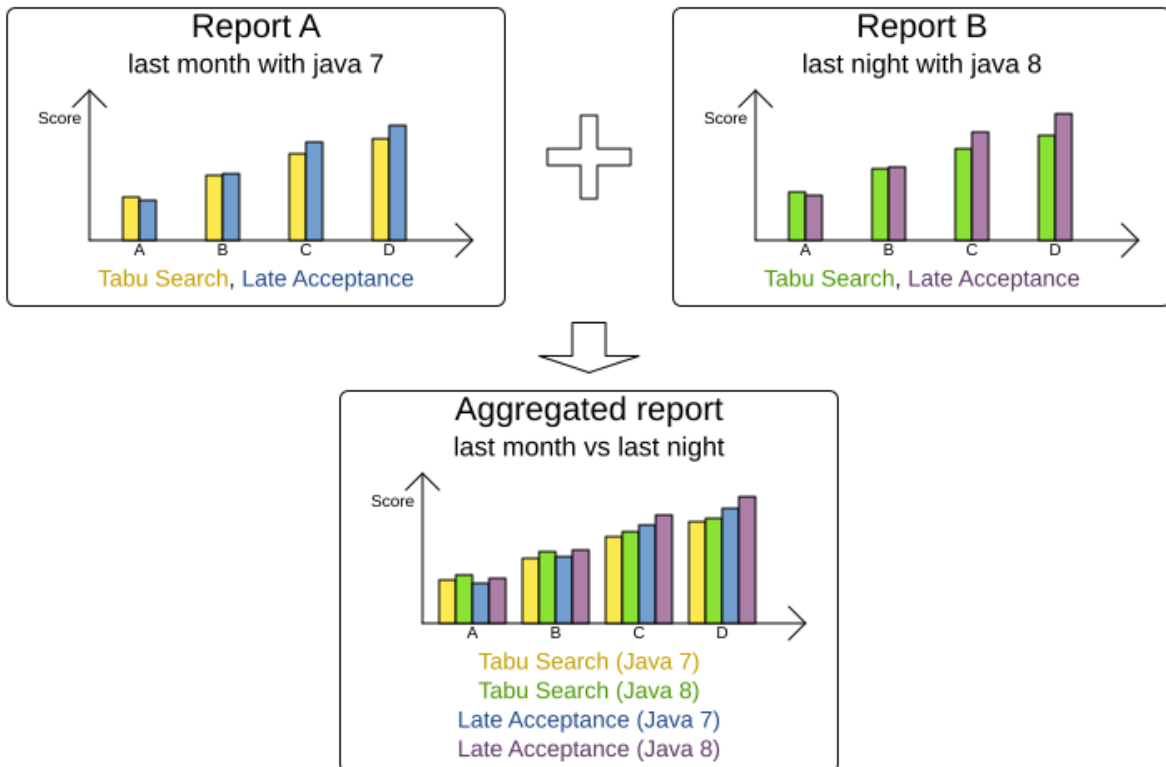 Report A
last month with java 7
Score
A B C D
Tabu Search, Late Acceptance
Report B
last night with java 8
Score
A B C D
Tabu Search, Late Acceptance
Aggregated report
last month vs last night
Score
A B C D
Tabu Search (Java 7)
Tabu Search (Java 8)
Late Acceptance (Java 7)
Late Acceptance (Java 8)